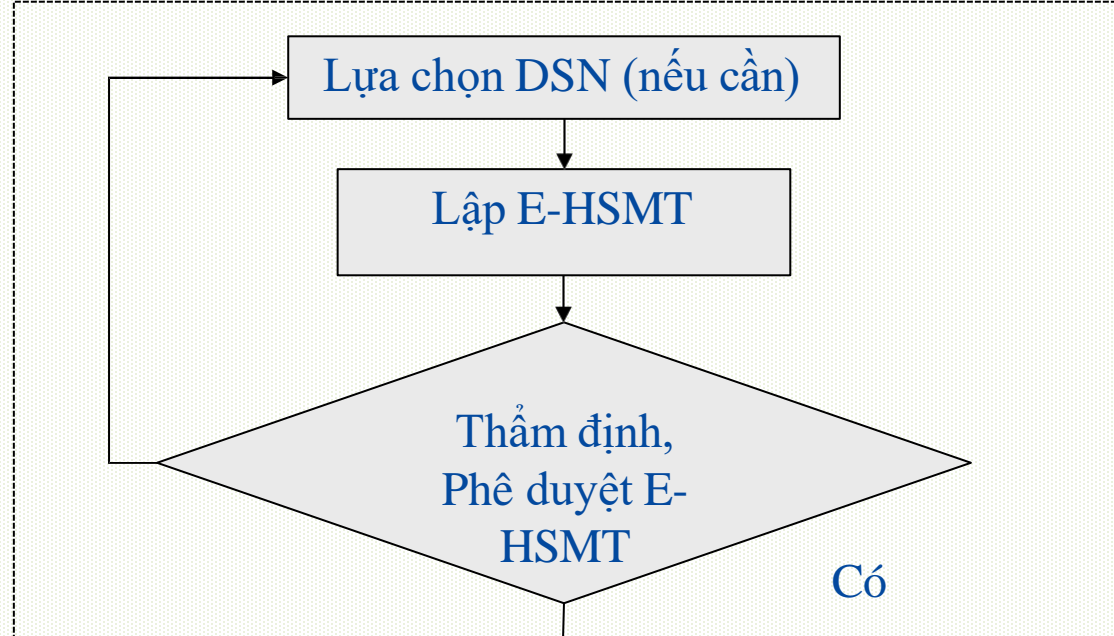 Lựa chọn DSN (nếu cần)
Lập E-HSMT
Thẩm định,
Phê duyệt E-
HSMT
Có